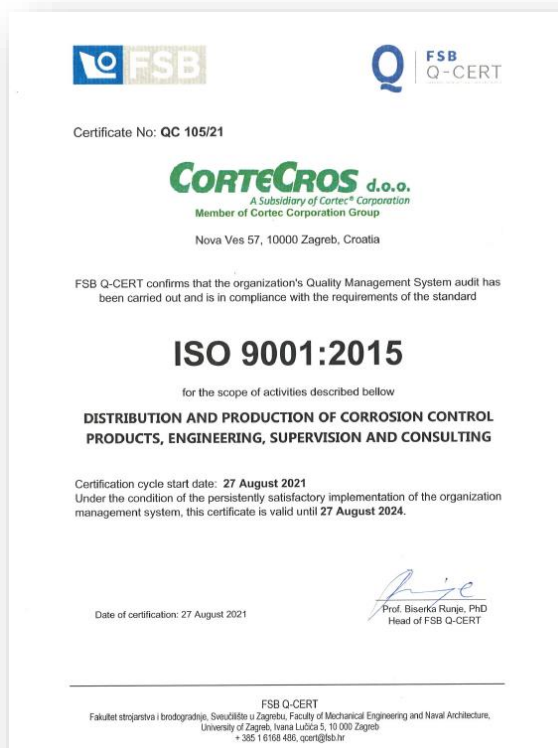 FSB
FSB
Q-CERT
Certificate No: QC 105/21
CORTECROS d.o.o.
A Subsidiary of Cortec® Corporation
Member of Cortec Corporation Group
Nova Ves 57, 10000 Zagreb, Croatia
FSB Q-CERT confirms that the organization's Quality Management System audit has
been carried out and is in compliance with the requirements of the standard
ISO 9001:2015
for the scope of activities described bellow
DISTRIBUTION AND PRODUCTION OF CORROSION CONTROL
PRODUCTS, ENGINEERING, SUPERVISION AND CONSULTING
Certification cycle start date: 27 August 2021
Under the condition of the persistently satisfactory implementation of the organization
management system, this certificate is valid until 27 August 2024.
Date of certification: 27 August 2021
Prof. Biserka Runje, PhD
Head of FSB Q-CERT
FSB Q-CERT
Fakultet strojarstva i brodogradnje, Sveučilište u Zagrebu, Faculty of Mechanical Engineering and Naval Architecture,
University of Zagreb, Ivana Lučića 5, 10 000 Zagreb
+ 385 1 6168 486, qcert@fsb.hr